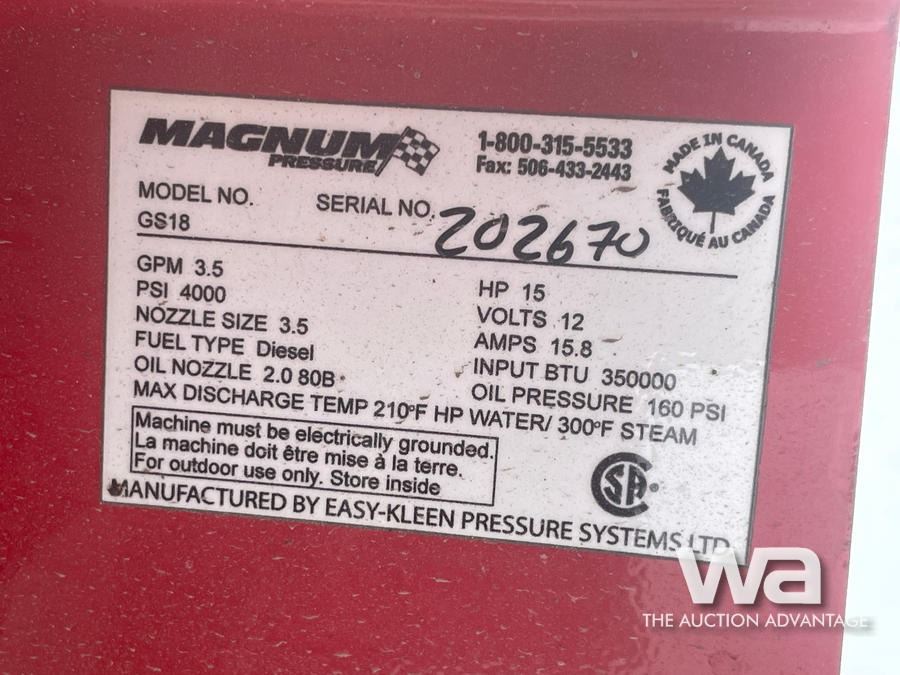 MAGNUM
PRESSURE
1-800-315-5533
Fax: 506-433-2443
MADE IN CANADA
FABRIQUÉ AU CANADA
MODEL NO.
GS18
SERIAL NO. 202670
GPM 3.5
PSI 4000
NOZZLE SIZE 3.5
FUEL TYPE Diesel
OIL NOZZLE 2.0 80B
HP 15
VOLTS 12
AMPS 15.8
INPUT BTU 350000
OIL PRESSURE 160 PSI
MAX DISCHARGE TEMP 210°F HP WATER/ 300°F STEAM
Machine must be electrically grounded.
La machine doit être mise à la terre.
For outdoor use only. Store inside
SA®
MANUFACTURED BY EASY-KLEEN PRESSURE SYSTEMS LTD
wa
THE AUCTION ADVANTAGE